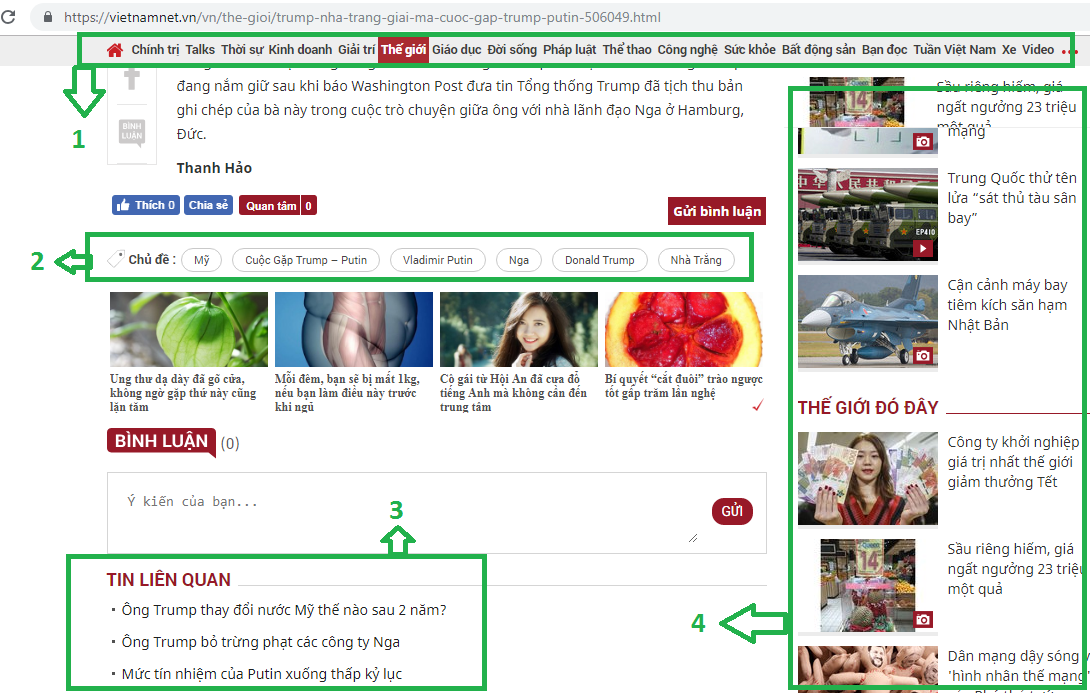 https://vietnamnet.vn/vn/the-gioi/trump-nha-trang-giai-ma-cuoc-gap-trump-putin-506049.html
Chính trị Talks Thời sự Kinh doanh Giải trí Thế giới Giáo dục Đời sống Pháp luật Thể thao Công nghệ Sức khỏe Bất động sản Bạn đọc Tuần Việt Nam Xe Video
1
đang nắm giữ sau khi báo Washington Post đưa tin Tổng thống Trump đã tịch thu bản
ghi chép của bà này trong cuộc trò chuyện giữa ông với nhà lãnh đạo Nga ở Hamburg,
Đức.
BÌNH
LUẬN
Thanh Hảo
Thích 0 Chia sẻ Quan tâm 0
Gửi bình luận
2
Chủ đề : Mỹ Cuộc Gặp Trump – Putin Vladimir Putin Nga Donald Trump Nhà Trắng
Ung thư dạ dày đã gõ cửa,
không ngờ gặp thứ này cũng
lặn tăm
Mỗi đêm, bạn sẽ bị mất 1kg,
nếu bạn làm điều này trước
khi ngủ
Cô gái từ Hội An đã cưa đổ
tiếng Anh mà không cần đến
trung tâm
Bí quyết “cắt đuôi” trào ngược
tốt gấp trăm lần nghệ
BÌNH LUẬN (0)
Ý kiến của bạn...
GỬI
3
TIN LIÊN QUAN
Ông Trump thay đổi nước Mỹ thế nào sau 2 năm?
Ông Trump bỏ trừng phạt các công ty Nga
Mức tín nhiệm của Putin xuống thấp kỷ lục
4
14
Sầu riêng hiếm, giá
ngất ngưởng 23 triệu
một quả
mạng
EP410
Trung Quốc thử tên
lửa “sát thủ tàu sân
bay”
Cận cảnh máy bay
tiêm kích săn hạm
Nhật Bản
THẾ GIỚI ĐÓ ĐÂY
Công ty khởi nghiệp
giá trị nhất thế giới
giảm thưởng Tết
14
Sầu riêng hiếm, giá
ngất ngưởng 23 triệu
một quả
Dân mạng dậy sóng v
'hình nhân thế mạng'